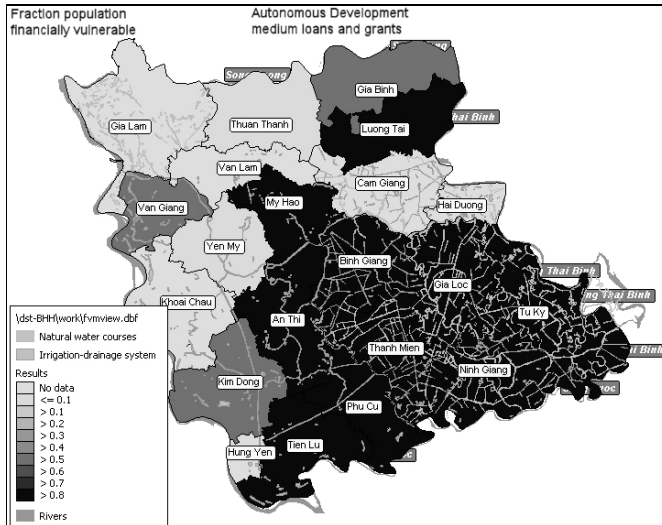 Fraction population
financially vulnerable
Autonomous Development
medium loans and grants
Gia Binh
Gia Lam
Thuan Thanh
Luong Tai
Thai Binh
Van Lam
Cam Giang
Van Giang
My Hao
Hai Duong
Yen My
Binh Giang
Gia Loc
Thai Binh
Khoai Chau
Thai Binh
Tu Ky
An Thi
Thanh Mien
Binh
Kim Dong
Ninh Giang
Phu Cu
Hung Yen
Tien Lu
\dst-BHH\work\fvmview.dbf
Natural water courses
Irrigation-drainage system
Results
No data
<= 0.1
> 0.1
> 0.2
> 0.3
> 0.4
> 0.5
> 0.6
> 0.7
> 0.8
Rivers